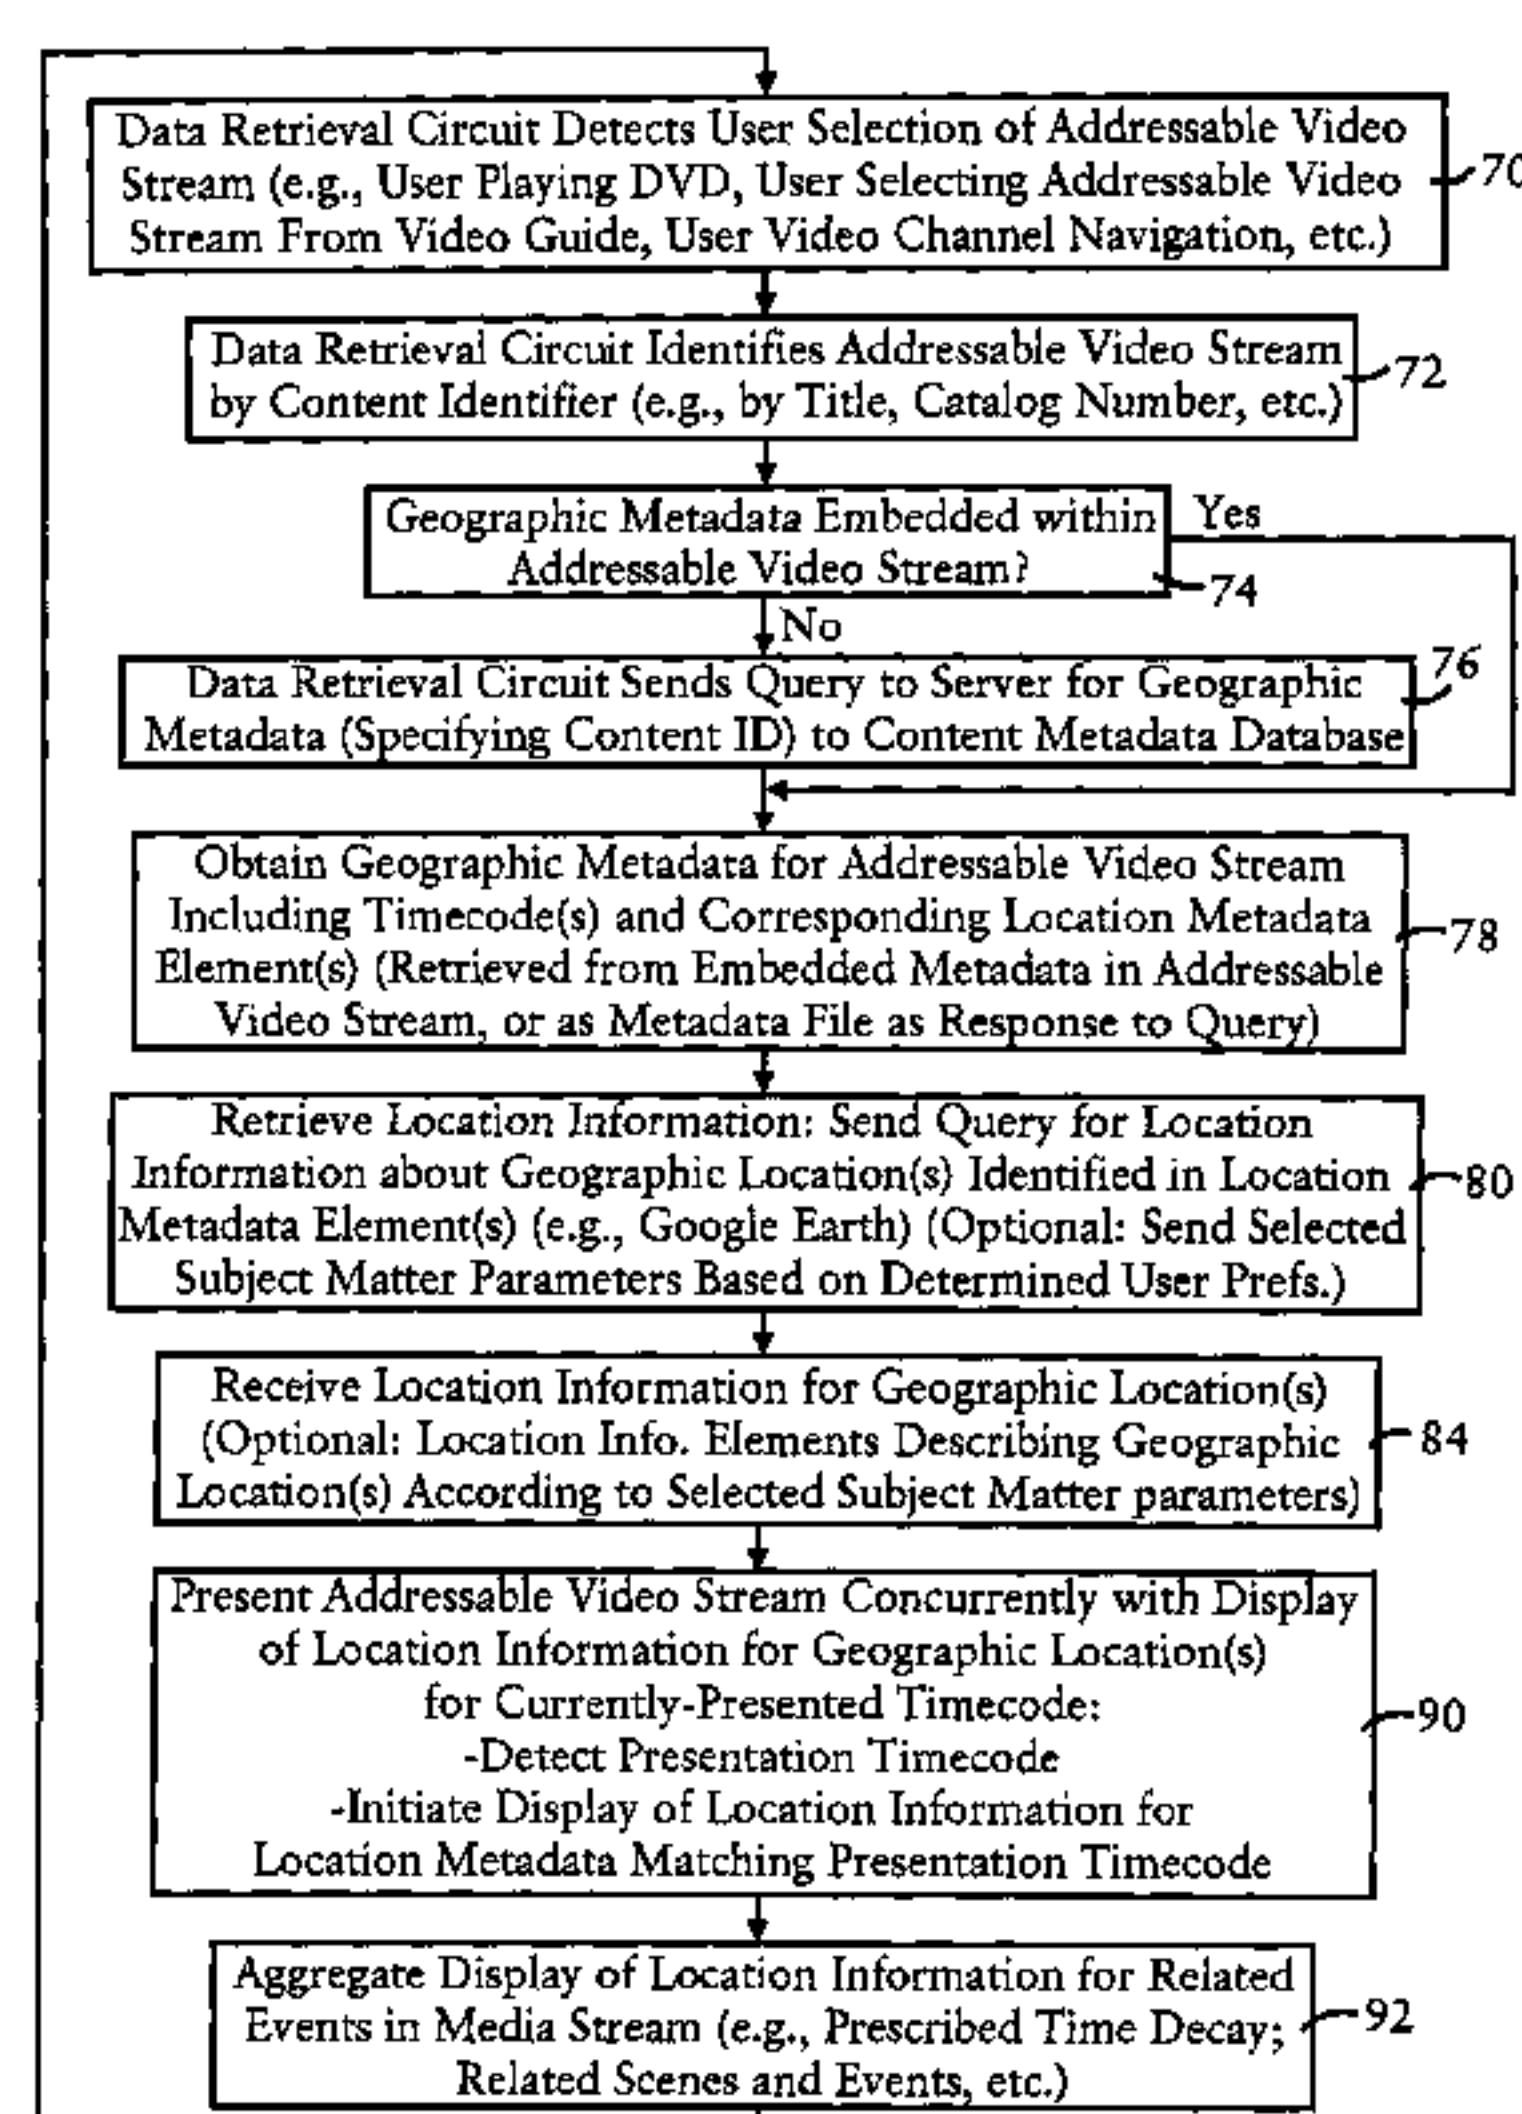 Data Retrieval Circuit Detects User Selection of Addressable Video
Stream (e.g., User Playing DVD, User Selecting Addressable Video
Stream From Video Guide, User Video Channel Navigation, etc.)
70
Data Retrieval Circuit Identifies Addressable Video Stream
by Content Identifier (e.g., by Title, Catalog Number, etc.)
72
Geographic Metadata Embedded within
Addressable Video Stream?
Yes
74
No
Data Retrieval Circuit Sends Query to Server for Geographic
Metadata (Specifying Content ID) to Content Metadata Database
76
Obtain Geographic Metadata for Addressable Video Stream
Including Timecode(s) and Corresponding Location Metadata
Element(s) (Retrieved from Embedded Metadata in Addressable
Video Stream, or as Metadata File as Response to Query)
78
Retrieve Location Information: Send Query for Location
Information about Geographic Location(s) Identified in Location
Metadata Element(s) (e.g., Google Earth) (Optional: Send Selected
Subject Matter Parameters Based on Determined User Prefs.)
80
Receive Location Information for Geographic Location(s)
(Optional: Location Info. Elements Describing Geographic
Location(s) According to Selected Subject Matter parameters)
84
Present Addressable Video Stream Concurrently with Display
of Location Information for Geographic Location(s)
for Currently-Presented Timecode:
-Detect Presentation Timecode
-Initiate Display of Location Information for
Location Metadata Matching Presentation Timecode
90
Aggregate Display of Location Information for Related
Events in Media Stream (e.g., Prescribed Time Decay;
Related Scenes and Events, etc.)
92